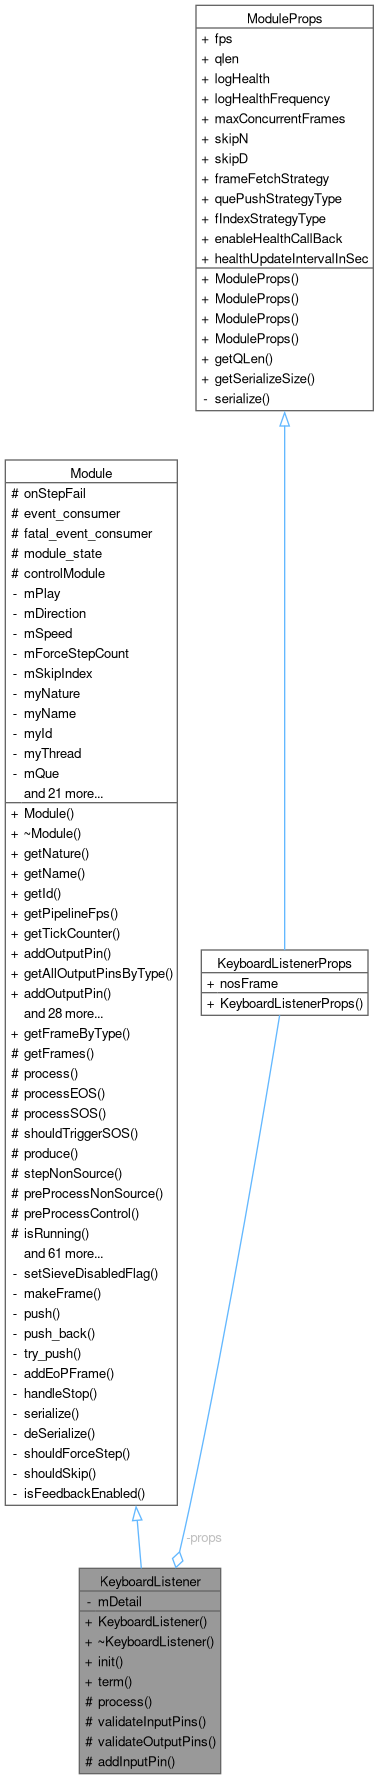 ModuleProps
+ fps
+ qlen
+ logHealth
+ logHealthFrequency
+ maxConcurrentFrames
+ skipN
+ skipD
+ frameFetchStrategy
+ quePushStrategyType
+ fIndexStrategyType
+ enableHealthCallBack
+ healthUpdateIntervalInSec
+ ModuleProps()
+ ModuleProps()
+ ModuleProps()
+ ModuleProps()
+ getQLen()
+ getSerializeSize()
- serialize()
Module
# onStepFail
# event_consumer
# fatal_event_consumer
# module_state
# controlModule
- mPlay
- mDirection
- mSpeed
- mForceStepCount
- mSkipIndex
- myNature
- myName
- myId
- myThread
- mQue
and 21 more...
+ Module()
+ ~Module()
+ getNature()
+ getName()
+ getId()
+ getPipelineFps()
+ getTickCounter()
+ addOutputPin()
+ getAllOutputPinsByType()
+ addOutputPin()
and 28 more...
+ getFrameByType()
# getFrames()
# process()
# processEOS()
# processSOS()
# shouldTriggerSOS()
# produce()
# stepNonSource()
# preProcessNonSource()
# preProcessControl()
# isRunning()
and 61 more...
- setSieveDisabledFlag()
- makeFrame()
- push()
- push_back()
- try_push()
- addEoPFrame()
- handleStop()
- serialize()
- deSerialize()
- shouldForceStep()
- shouldSkip()
- isFeedbackEnabled()
KeyboardListenerProps
+ nosFrame
+ KeyboardListenerProps()
-props
KeyboardListener
- mDetail
+ KeyboardListener()
+ ~KeyboardListener()
+ init()
+ term()
# process()
# validateInputPins()
# validateOutputPins()
# addInputPin()